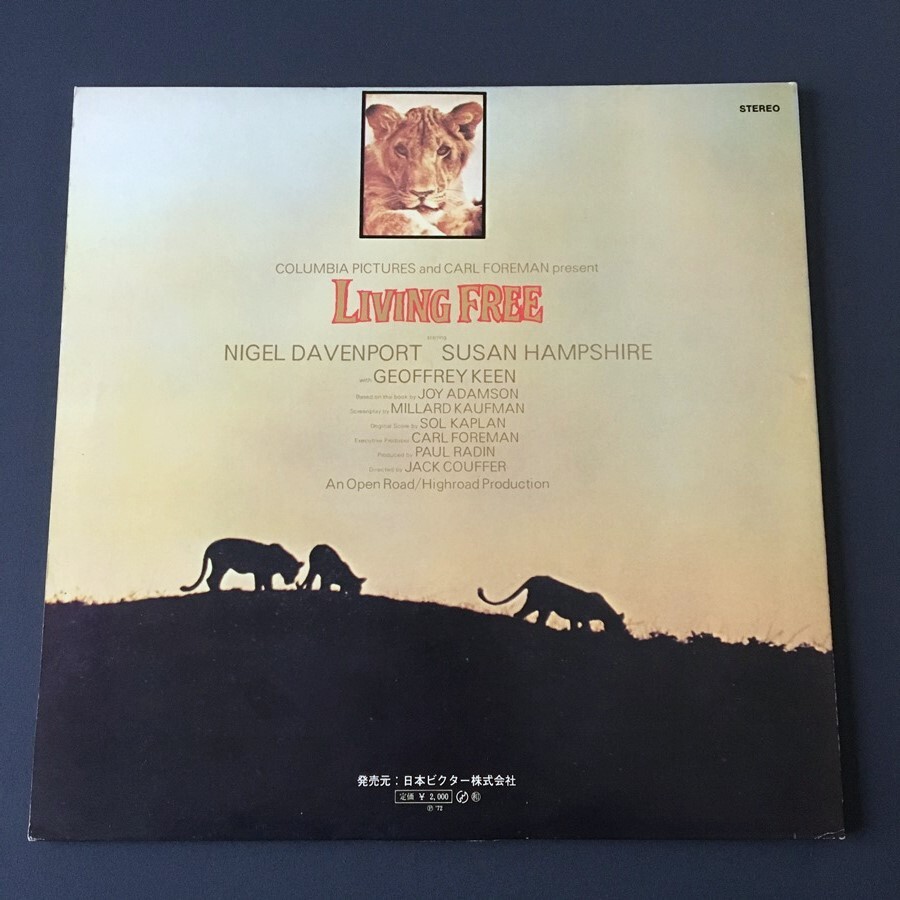 STEREO
COLUMBIA PICTURES and CARL FOREMAN present
LIVING FREE
starring
NIGEL DAVENPORT SUSAN HAMPSHIRE
with GEOFFREY KEEN
Based on the book by JOY ADAMSON
Screenplay by MILLARD KAUFMAN
Original Score by SOL KAPLAN
Executive Producer CARL FOREMAN
Produced by PAUL RADIN
Directed by JACK COUFFER
An Open Road/Highroad Production
発売元：日本ビクター株式会社
定価 ¥ 2,000
℗ '72